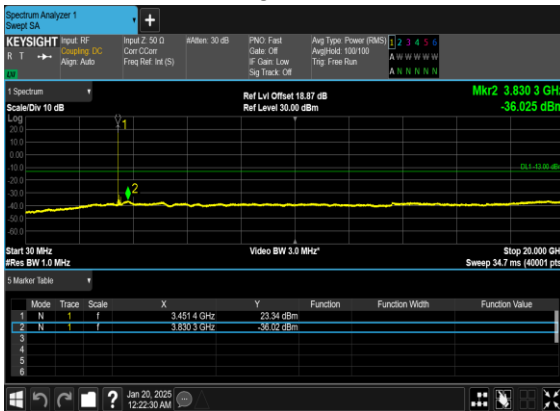 Spectrum Analyzer 1
Swept SA
+
KEYSIGHT Input: RF Input Z: 50 Ω #Atten: 30 dB PNO: Fast Avg Type: Power (RMS) 1 2 3 4 5 6
R T Coupling: DC Corr CCorr Gate: Off Avg|Hold: 100/100 A W W W W W
Align: Auto Freq Ref: Int (S) IF Gain: Low Trig: Free Run
Sig Track: Off A N N N N N
1 Spectrum Ref Lvl Offset 18.87 dB Mkr2 3.830 3 GHz
Scale/Div 10 dB Ref Level 30.00 dBm -36.025 dBm
Log
1
20.0
10.0
0.00
-10.0
DL1 -13.00 dBm
-20.0
2
-30.0
-40.0
-50.0
-60.0
Start 30 MHz Video BW 3.0 MHz* Stop 20.000 GH
#Res BW 1.0 MHz Sweep 34.7 ms (40001 pts
5 Marker Table
Mode Trace Scale X Y Function Function Width Function Value
1 N 1 f 3.451 4 GHz 23.34 dBm
2 N 1 f 3.830 3 GHz -36.02 dBm
3
4
5
6
? Jan 20, 2025
12:22:30 AM